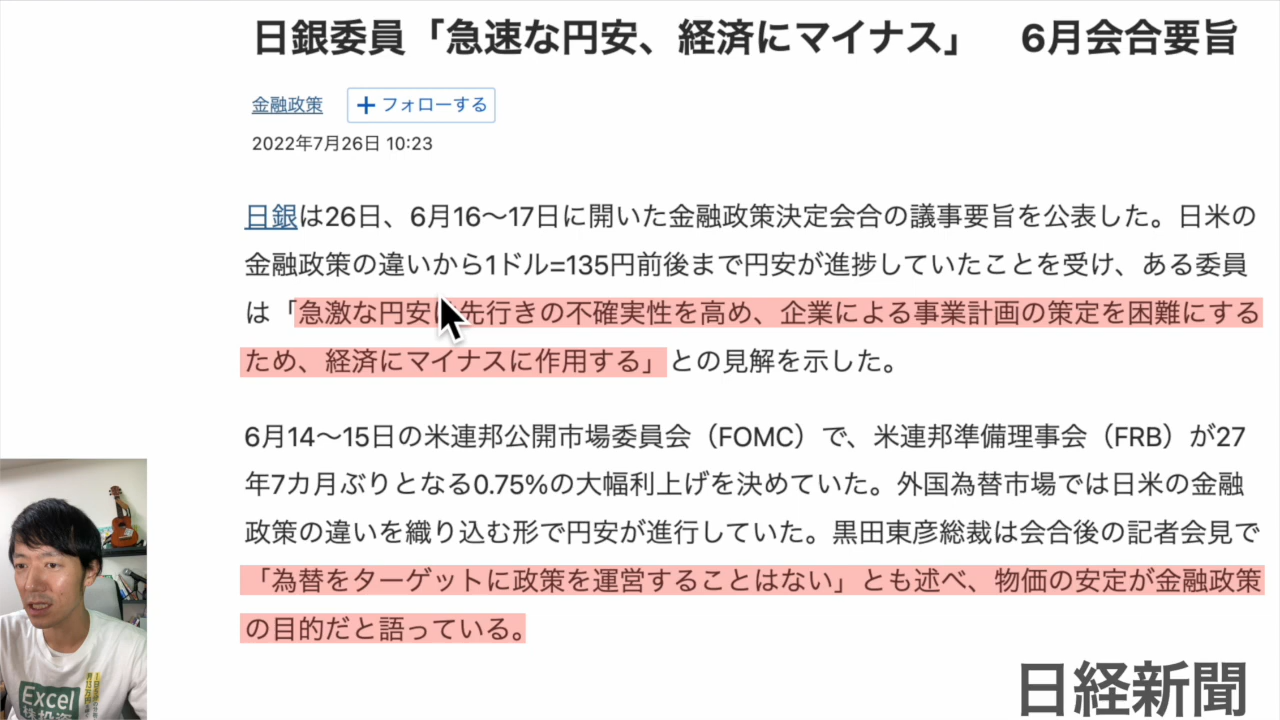 日銀委員「急速な円安、経済にマイナス」 6月会合要旨
金融政策 + フォローする
2022年7月26日 10:23
日銀は26日、6月16〜17日に開いた金融政策決定会合の議事要旨を公表した。日米の
金融政策の違いから1ドル=135円前後まで円安が進捗していたことを受け、ある委員
は「急激な円安 先行きの不確実性を高め、企業による事業計画の策定を困難にする
ため、経済にマイナスに作用する」との見解を示した。
6月14〜15日の米連邦公開市場委員会（FOMC）で、米連邦準備理事会（FRB）が27
年7カ月ぶりとなる0.75%の大幅利上げを決めていた。外国為替市場では日米の金融
政策の違いを織り込む形で円安が進行していた。黒田東彦総裁は会合後の記者会見で
「為替をターゲットに政策を運営することはない」とも述べ、物価の安定が金融政策
の目的だと語っている。
日経新聞
Excel